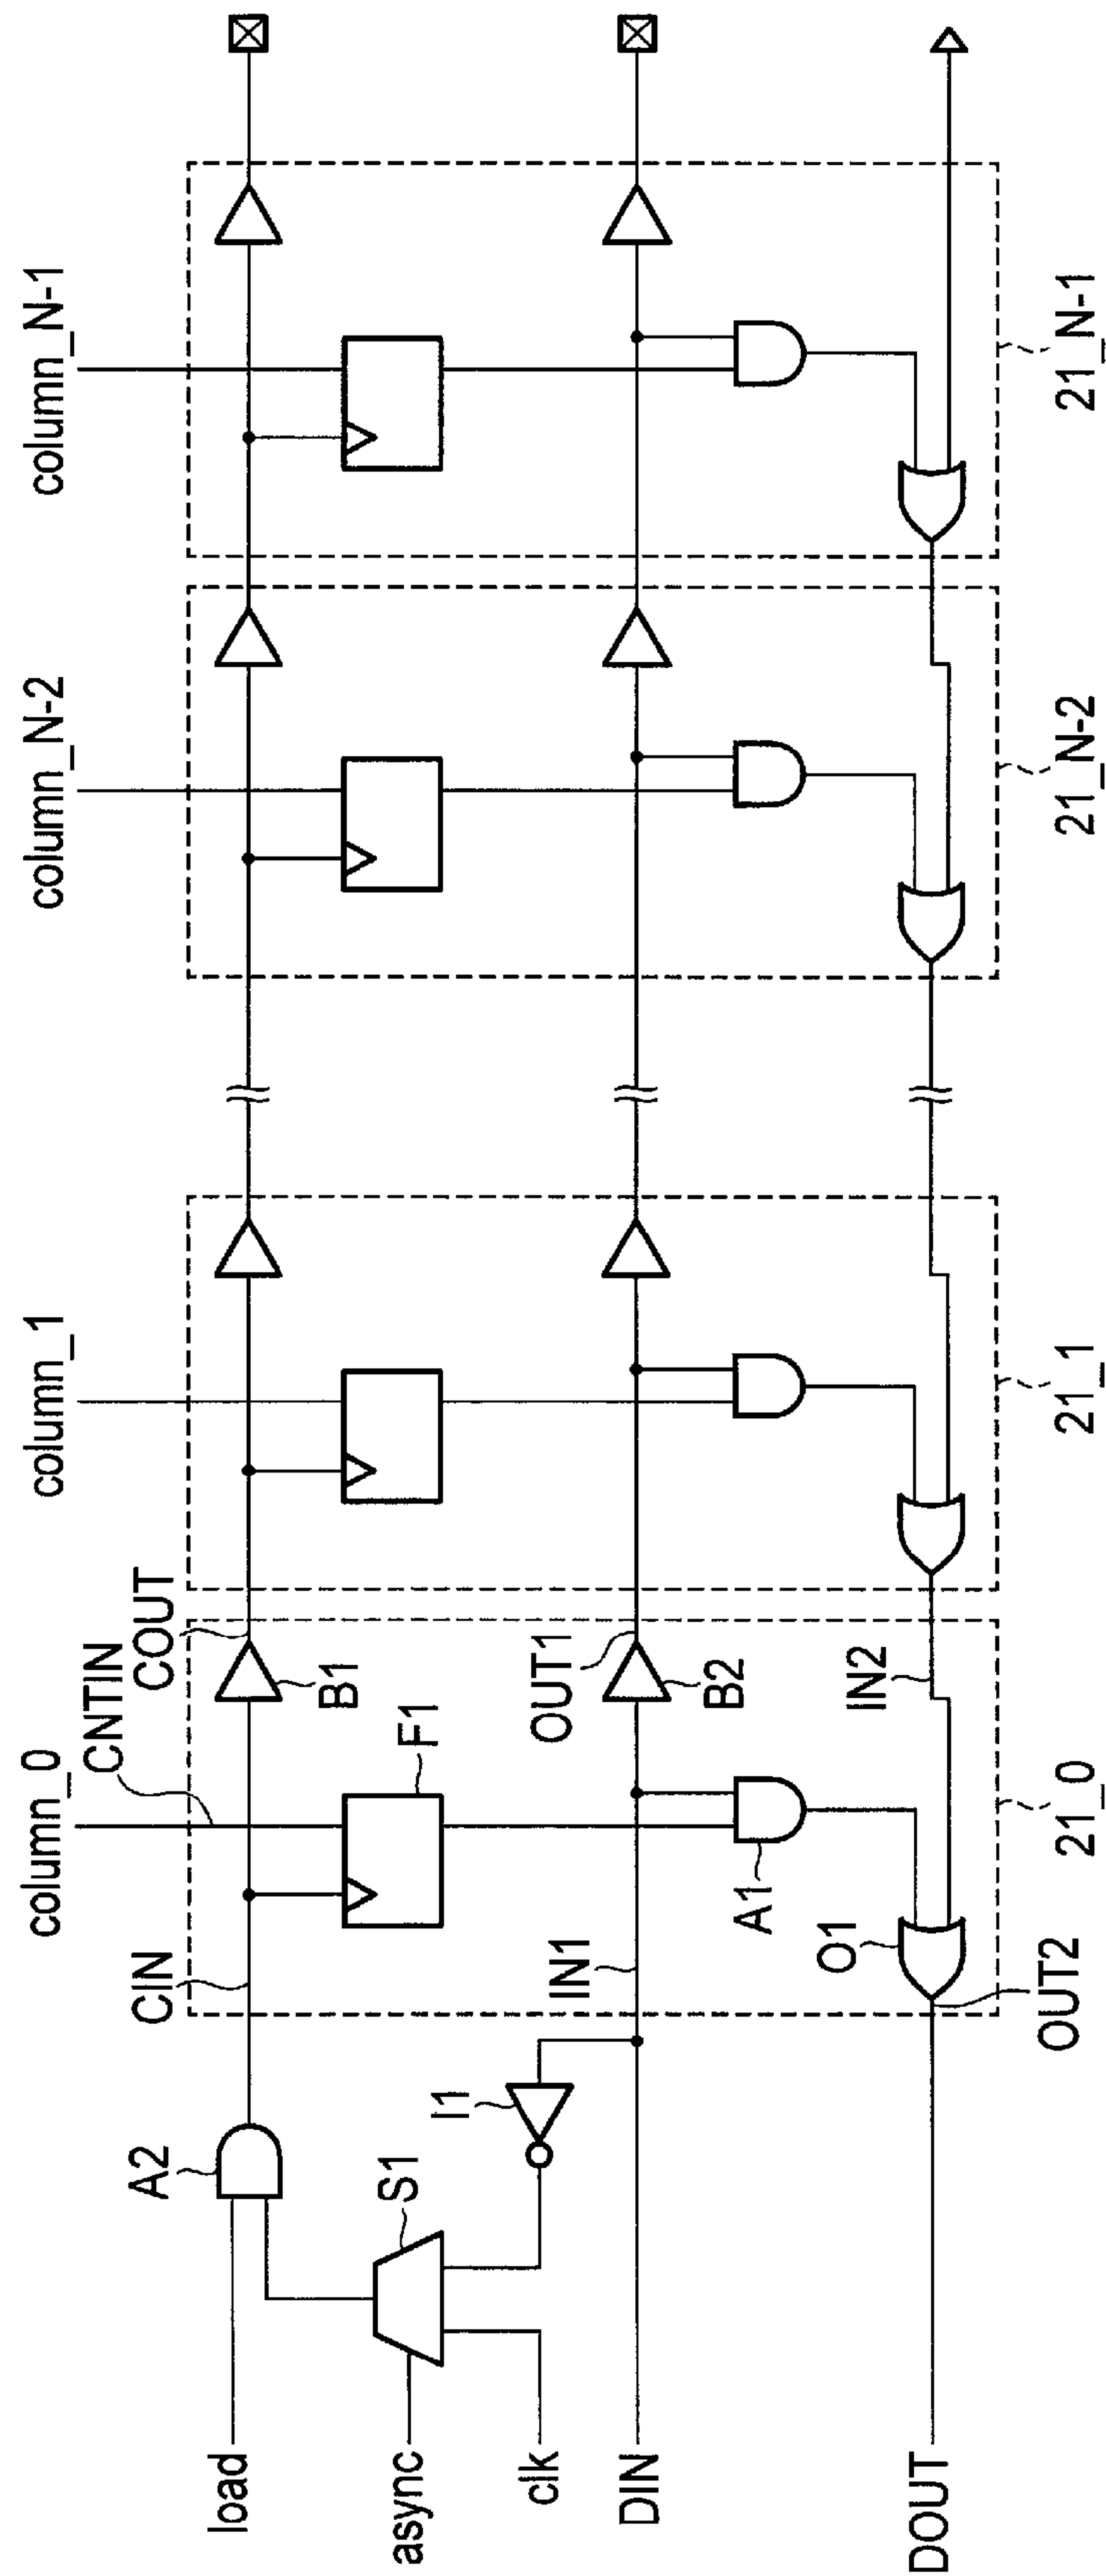 column_0
column_1
column_N-2
column_N-1
CNTIN
CIN
COUT
B1
F1
A2
load
S1
async
I1
clk
DIN
IN1
OUT1
B2
A1
O1
IN2
OUT2
DOUT
21_0
21_1
21_N-2
21_N-1